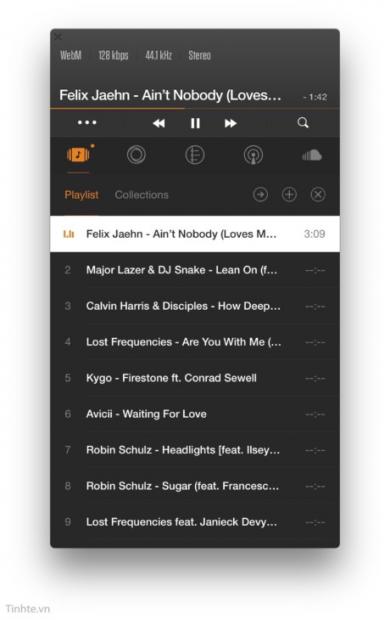 WebM 128 kbps 44.1 kHz Stereo
Felix Jaehn - Ain't Nobody (Loves... - 1:42
Playlist Collections
Felix Jaehn - Ain't Nobody (Loves M... 3:09
2 Major Lazer & DJ Snake - Lean On (f... --:--
3 Calvin Harris & Disciples - How Deep... --:--
4 Lost Frequencies - Are You With Me (... --:--
5 Kygo - Firestone ft. Conrad Sewell --:--
6 Avicii - Waiting For Love --:--
7 Robin Schulz - Headlights [feat. Ilsey... --:--
8 Robin Schulz - Sugar (feat. Francesc... --:--
9 Lost Frequencies feat. Janieck Devy... --:--
Tinhte.vn